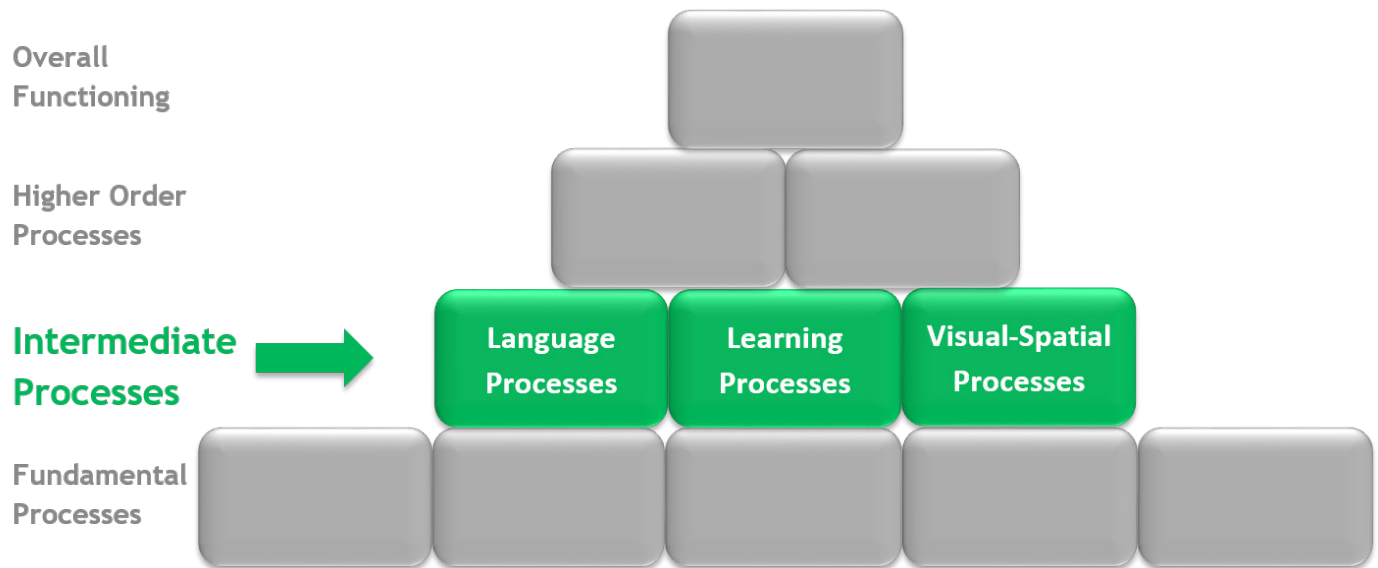 Overall
Functioning
Higher Order
Processes
Intermediate
Processes
Language
Processes
Learning
Processes
Visual-Spatial
Processes
Fundamental
Processes